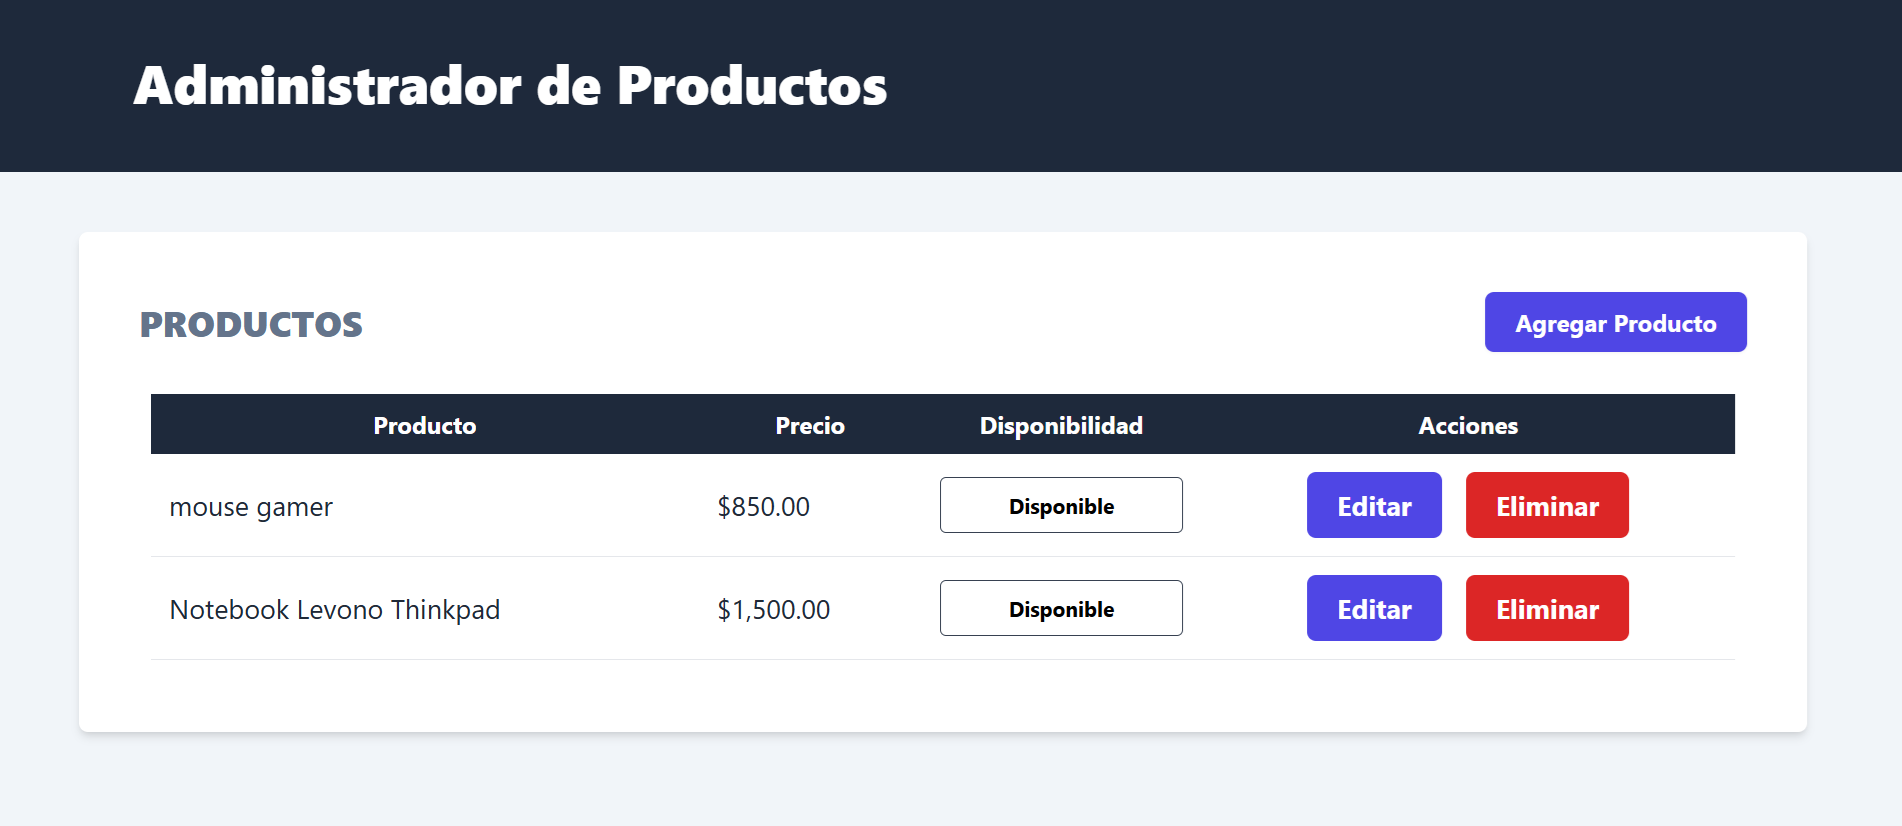 Administrador de Productos
PRODUCTOS
Agregar Producto
Producto Precio Disponibilidad Acciones
mouse gamer $850.00 Disponible Editar Eliminar
Notebook Levono Thinkpad $1,500.00 Disponible Editar Eliminar